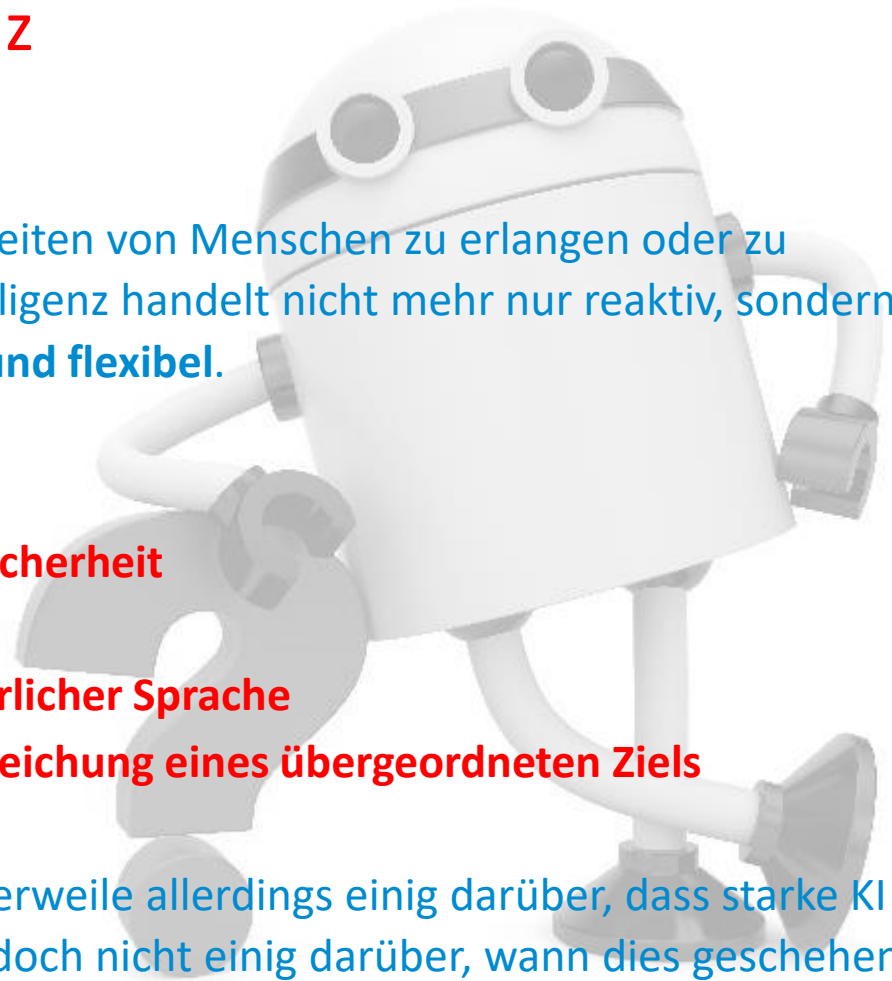 z
eiten von Menschen zu erlangen oder zu
ligenz handelt nicht mehr nur reaktiv, sondern
und flexibel.
cherheit
rlicher Sprache
eichung eines übergeordneten Ziels
erweile allerdings einig darüber, dass starke KI
doch nicht einig darüber, wann dies geschehen